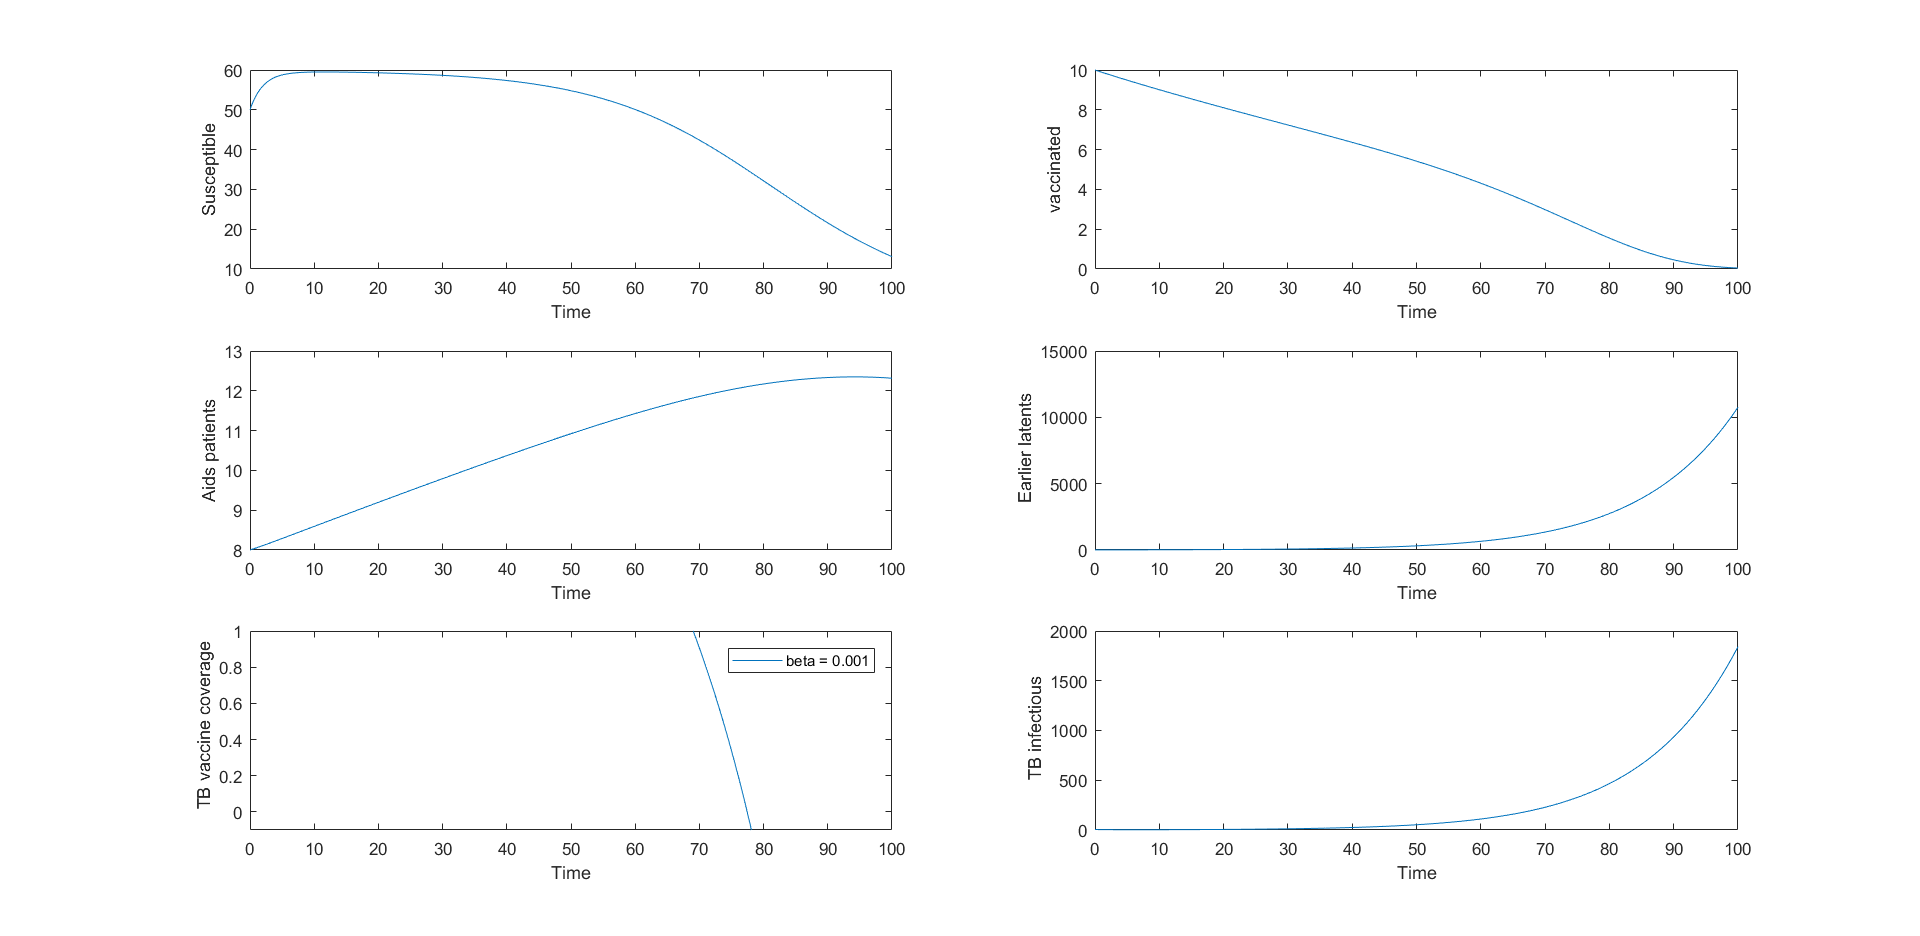 60
50
40
30
20
10
Susceptible
0 10 20 30 40 50 60 70 80 90 100
Time
10
8
6
4
2
0
vaccinated
0 10 20 30 40 50 60 70 80 90 100
Time
13
12
11
10
9
8
Aids patients
0 10 20 30 40 50 60 70 80 90 100
Time
15000
10000
5000
0
Earlier latents
0 10 20 30 40 50 60 70 80 90 100
Time
1
0.8
0.6
0.4
0.2
0
TB vaccine coverage
beta = 0.001
0 10 20 30 40 50 60 70 80 90 100
Time
2000
1500
1000
500
0
TB infectious
0 10 20 30 40 50 60 70 80 90 100
Time